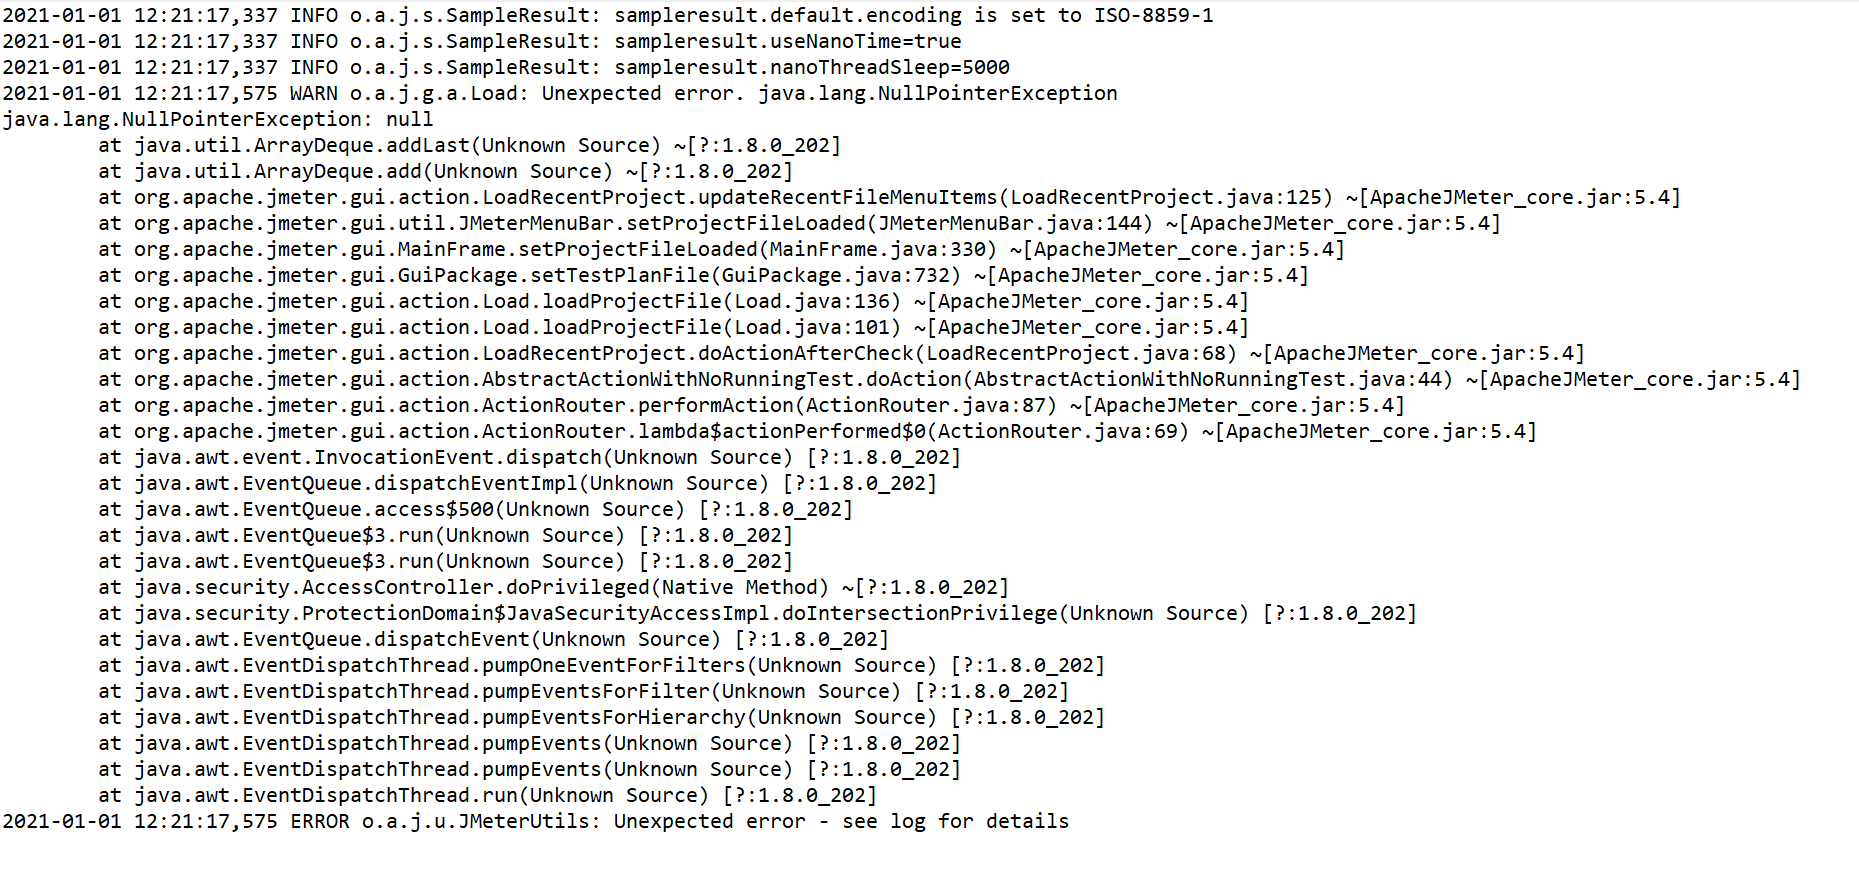 2021-01-01 12:21:17,337 INFO o.a.j.s.SampleResult: sampleresult.default.encoding is set to ISO-8859-1
2021-01-01 12:21:17,337 INFO o.a.j.s.SampleResult: sampleresult.useNanoTime=true
2021-01-01 12:21:17,337 INFO o.a.j.s.SampleResult: sampleresult.nanoThreadSleep=5000
2021-01-01 12:21:17,575 WARN o.a.j.g.a.Load: Unexpected error. java.lang.NullPointerException
java.lang.NullPointerException: null
at java.util.ArrayDeque.addLast(Unknown Source) ~[?:1.8.0_202]
at java.util.ArrayDeque.add(Unknown Source) ~[?:1.8.0_202]
at org.apache.jmeter.gui.action.LoadRecentProject.updateRecentFileMenuItems(LoadRecentProject.java:125) ~[ApacheJMeter_core.jar:5.4]
at org.apache.jmeter.gui.util.JMeterMenuBar.setProjectFileLoaded(JMeterMenuBar.java:144) ~[ApacheJMeter_core.jar:5.4]
at org.apache.jmeter.gui.MainFrame.setProjectFileLoaded(MainFrame.java:330) ~[ApacheJMeter_core.jar:5.4]
at org.apache.jmeter.gui.GuiPackage.setTestPlanFile(GuiPackage.java:732) ~[ApacheJMeter_core.jar:5.4]
at org.apache.jmeter.gui.action.Load.loadProjectFile(Load.java:136) ~[ApacheJMeter_core.jar:5.4]
at org.apache.jmeter.gui.action.Load.loadProjectFile(Load.java:101) ~[ApacheJMeter_core.jar:5.4]
at org.apache.jmeter.gui.action.LoadRecentProject.doActionAfterCheck(LoadRecentProject.java:68) ~[ApacheJMeter_core.jar:5.4]
at org.apache.jmeter.gui.action.AbstractActionWithNoRunningTest.doAction(AbstractActionWithNoRunningTest.java:44) ~[ApacheJMeter_core.jar:5.4]
at org.apache.jmeter.gui.action.ActionRouter.performAction(ActionRouter.java:87) ~[ApacheJMeter_core.jar:5.4]
at org.apache.jmeter.gui.action.ActionRouter.lambda$actionPerformed$0(ActionRouter.java:69) ~[ApacheJMeter_core.jar:5.4]
at java.awt.event.InvocationEvent.dispatch(Unknown Source) [?:1.8.0_202]
at java.awt.EventQueue.dispatchEventImpl(Unknown Source) [?:1.8.0_202]
at java.awt.EventQueue.access$500(Unknown Source) [?:1.8.0_202]
at java.awt.EventQueue$3.run(Unknown Source) [?:1.8.0_202]
at java.awt.EventQueue$3.run(Unknown Source) [?:1.8.0_202]
at java.security.AccessController.doPrivileged(Native Method) ~[?:1.8.0_202]
at java.security.ProtectionDomain$JavaSecurityAccessImpl.doIntersectionPrivilege(Unknown Source) [?:1.8.0_202]
at java.awt.EventQueue.dispatchEvent(Unknown Source) [?:1.8.0_202]
at java.awt.EventDispatchThread.pumpOneEventForFilters(Unknown Source) [?:1.8.0_202]
at java.awt.EventDispatchThread.pumpEventsForFilter(Unknown Source) [?:1.8.0_202]
at java.awt.EventDispatchThread.pumpEventsForHierarchy(Unknown Source) [?:1.8.0_202]
at java.awt.EventDispatchThread.pumpEvents(Unknown Source) [?:1.8.0_202]
at java.awt.EventDispatchThread.pumpEvents(Unknown Source) [?:1.8.0_202]
at java.awt.EventDispatchThread.run(Unknown Source) [?:1.8.0_202]
2021-01-01 12:21:17,575 ERROR o.a.j.u.JMeterUtils: Unexpected error - see log for details